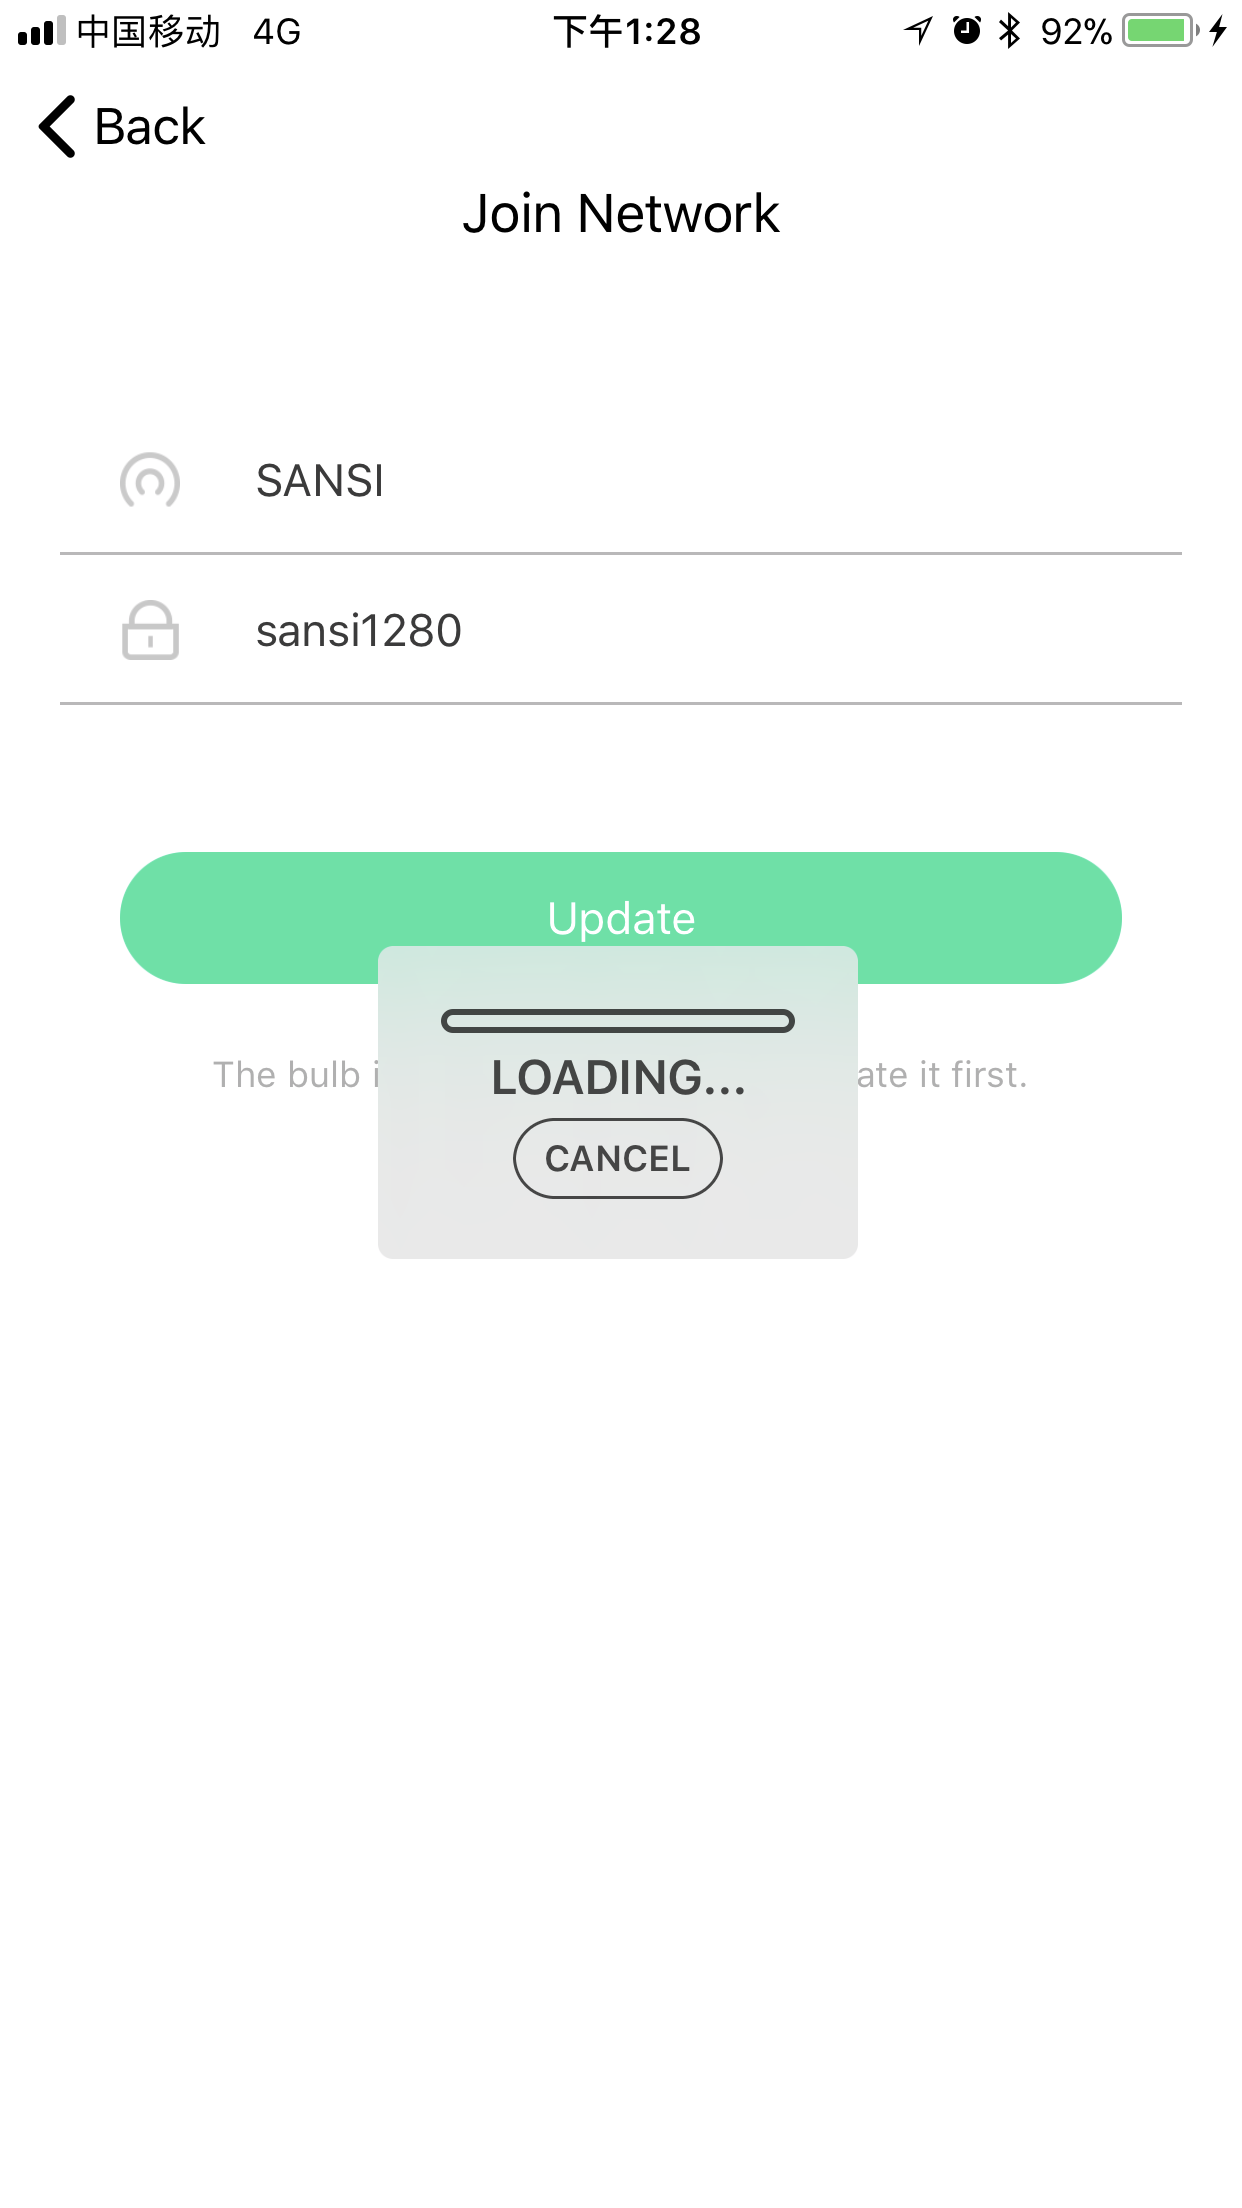 中国移动 4G 下午1:28 92%
Back
Join Network
SANSI
sansi1280
Update
The bulb ate it first.
LOADING...
CANCEL